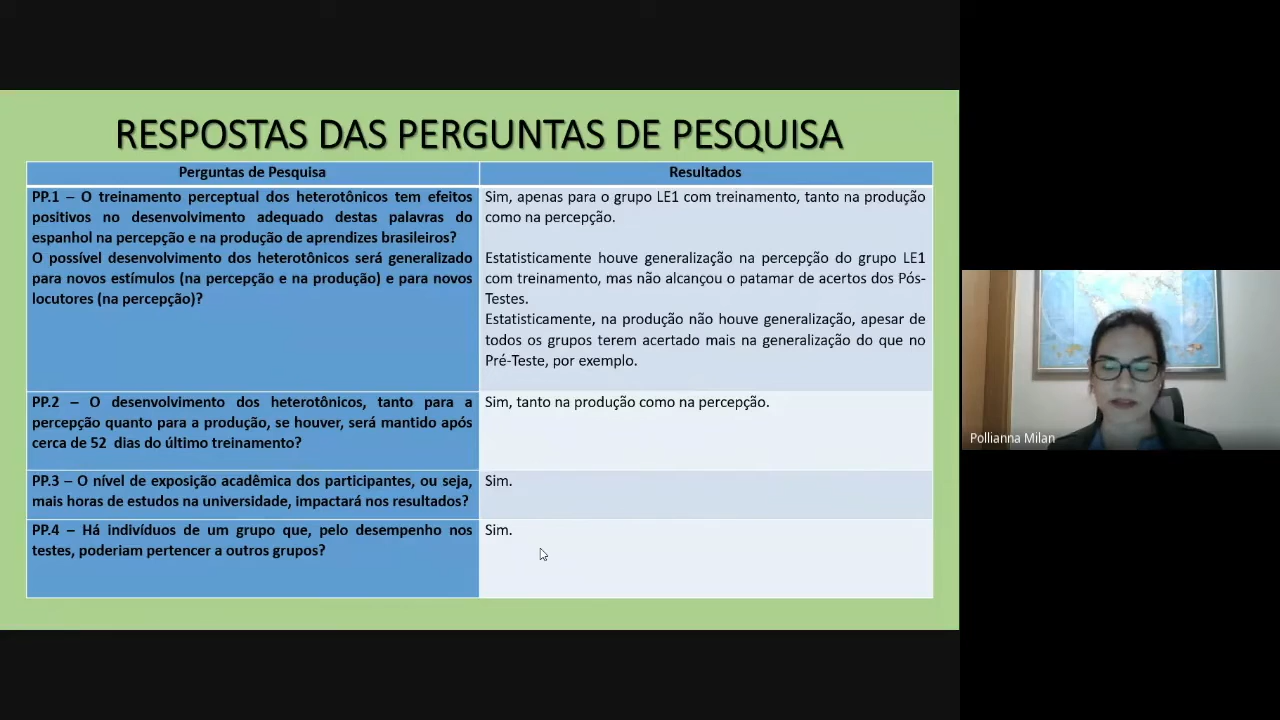 RESPOSTAS DAS PERGUNTAS DE PESQUISA
Perguntas de Pesquisa
Resultados
PP.1 – O treinamento perceptual dos heterotônicos tem efeitos
positivos no desenvolvimento adequado destas palavras do
espanhol na percepção e na produção de aprendizes brasileiros?
O possível desenvolvimento dos heterotônicos será generalizado
para novos estímulos (na percepção e na produção) e para novos
locutores (na percepção)?
Sim, apenas para o grupo LE1 com treinamento, tanto na produção
como na percepção.
Estatisticamente houve generalização na percepção do grupo LE1
com treinamento, mas não alcançou o patamar de acertos dos Pós-
Testes.
Estatisticamente, na produção não houve generalização, apesar de
todos os grupos terem acertado mais na generalização do que no
Pré-Teste, por exemplo.
PP.2 – O desenvolvimento dos heterotônicos, tanto para a
percepção quanto para a produção, se houver, será mantido após
cerca de 52 dias do último treinamento?
Sim, tanto na produção como na percepção.
PP.3 – O nível de exposição acadêmica dos participantes, ou seja,
mais horas de estudos na universidade, impactará nos resultados?
Sim.
PP.4 – Há indivíduos de um grupo que, pelo desempenho nos
testes, poderiam pertencer a outros grupos?
Sim.
Pollianna Milan